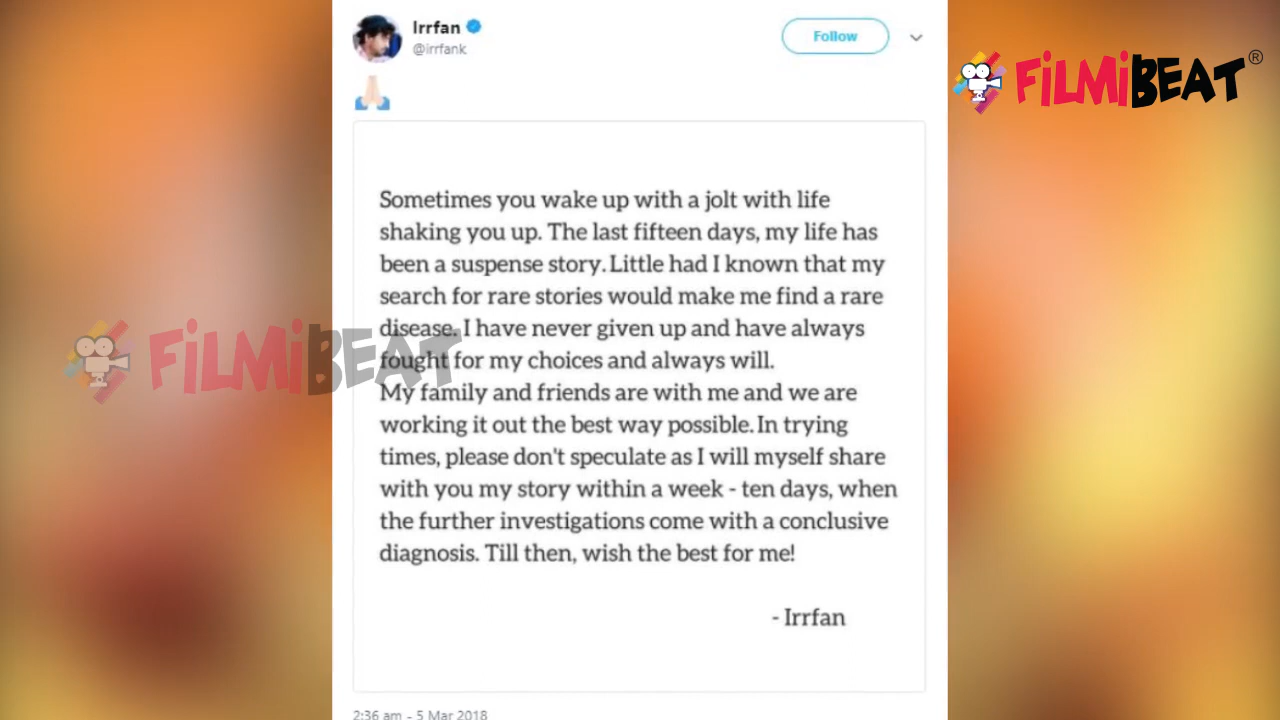 Irrfan
@irrfank
Follow
FiLMiBEAT®
Sometimes you wake up with a jolt with life
shaking you up. The last fifteen days, my life has
been a suspense story. Little had I known that my
search for rare stories would make me find a rare
disease. I have never given up and have always
FiLMiBEAT
fought for my choices and always will.
My family and friends are with me and we are
working it out the best way possible. In trying
times, please don't speculate as I will myself share
with you my story within a week - ten days, when
the further investigations come with a conclusive
diagnosis. Till then, wish the best for me!
- Irrfan
2:36 am - 5 Mar 2018